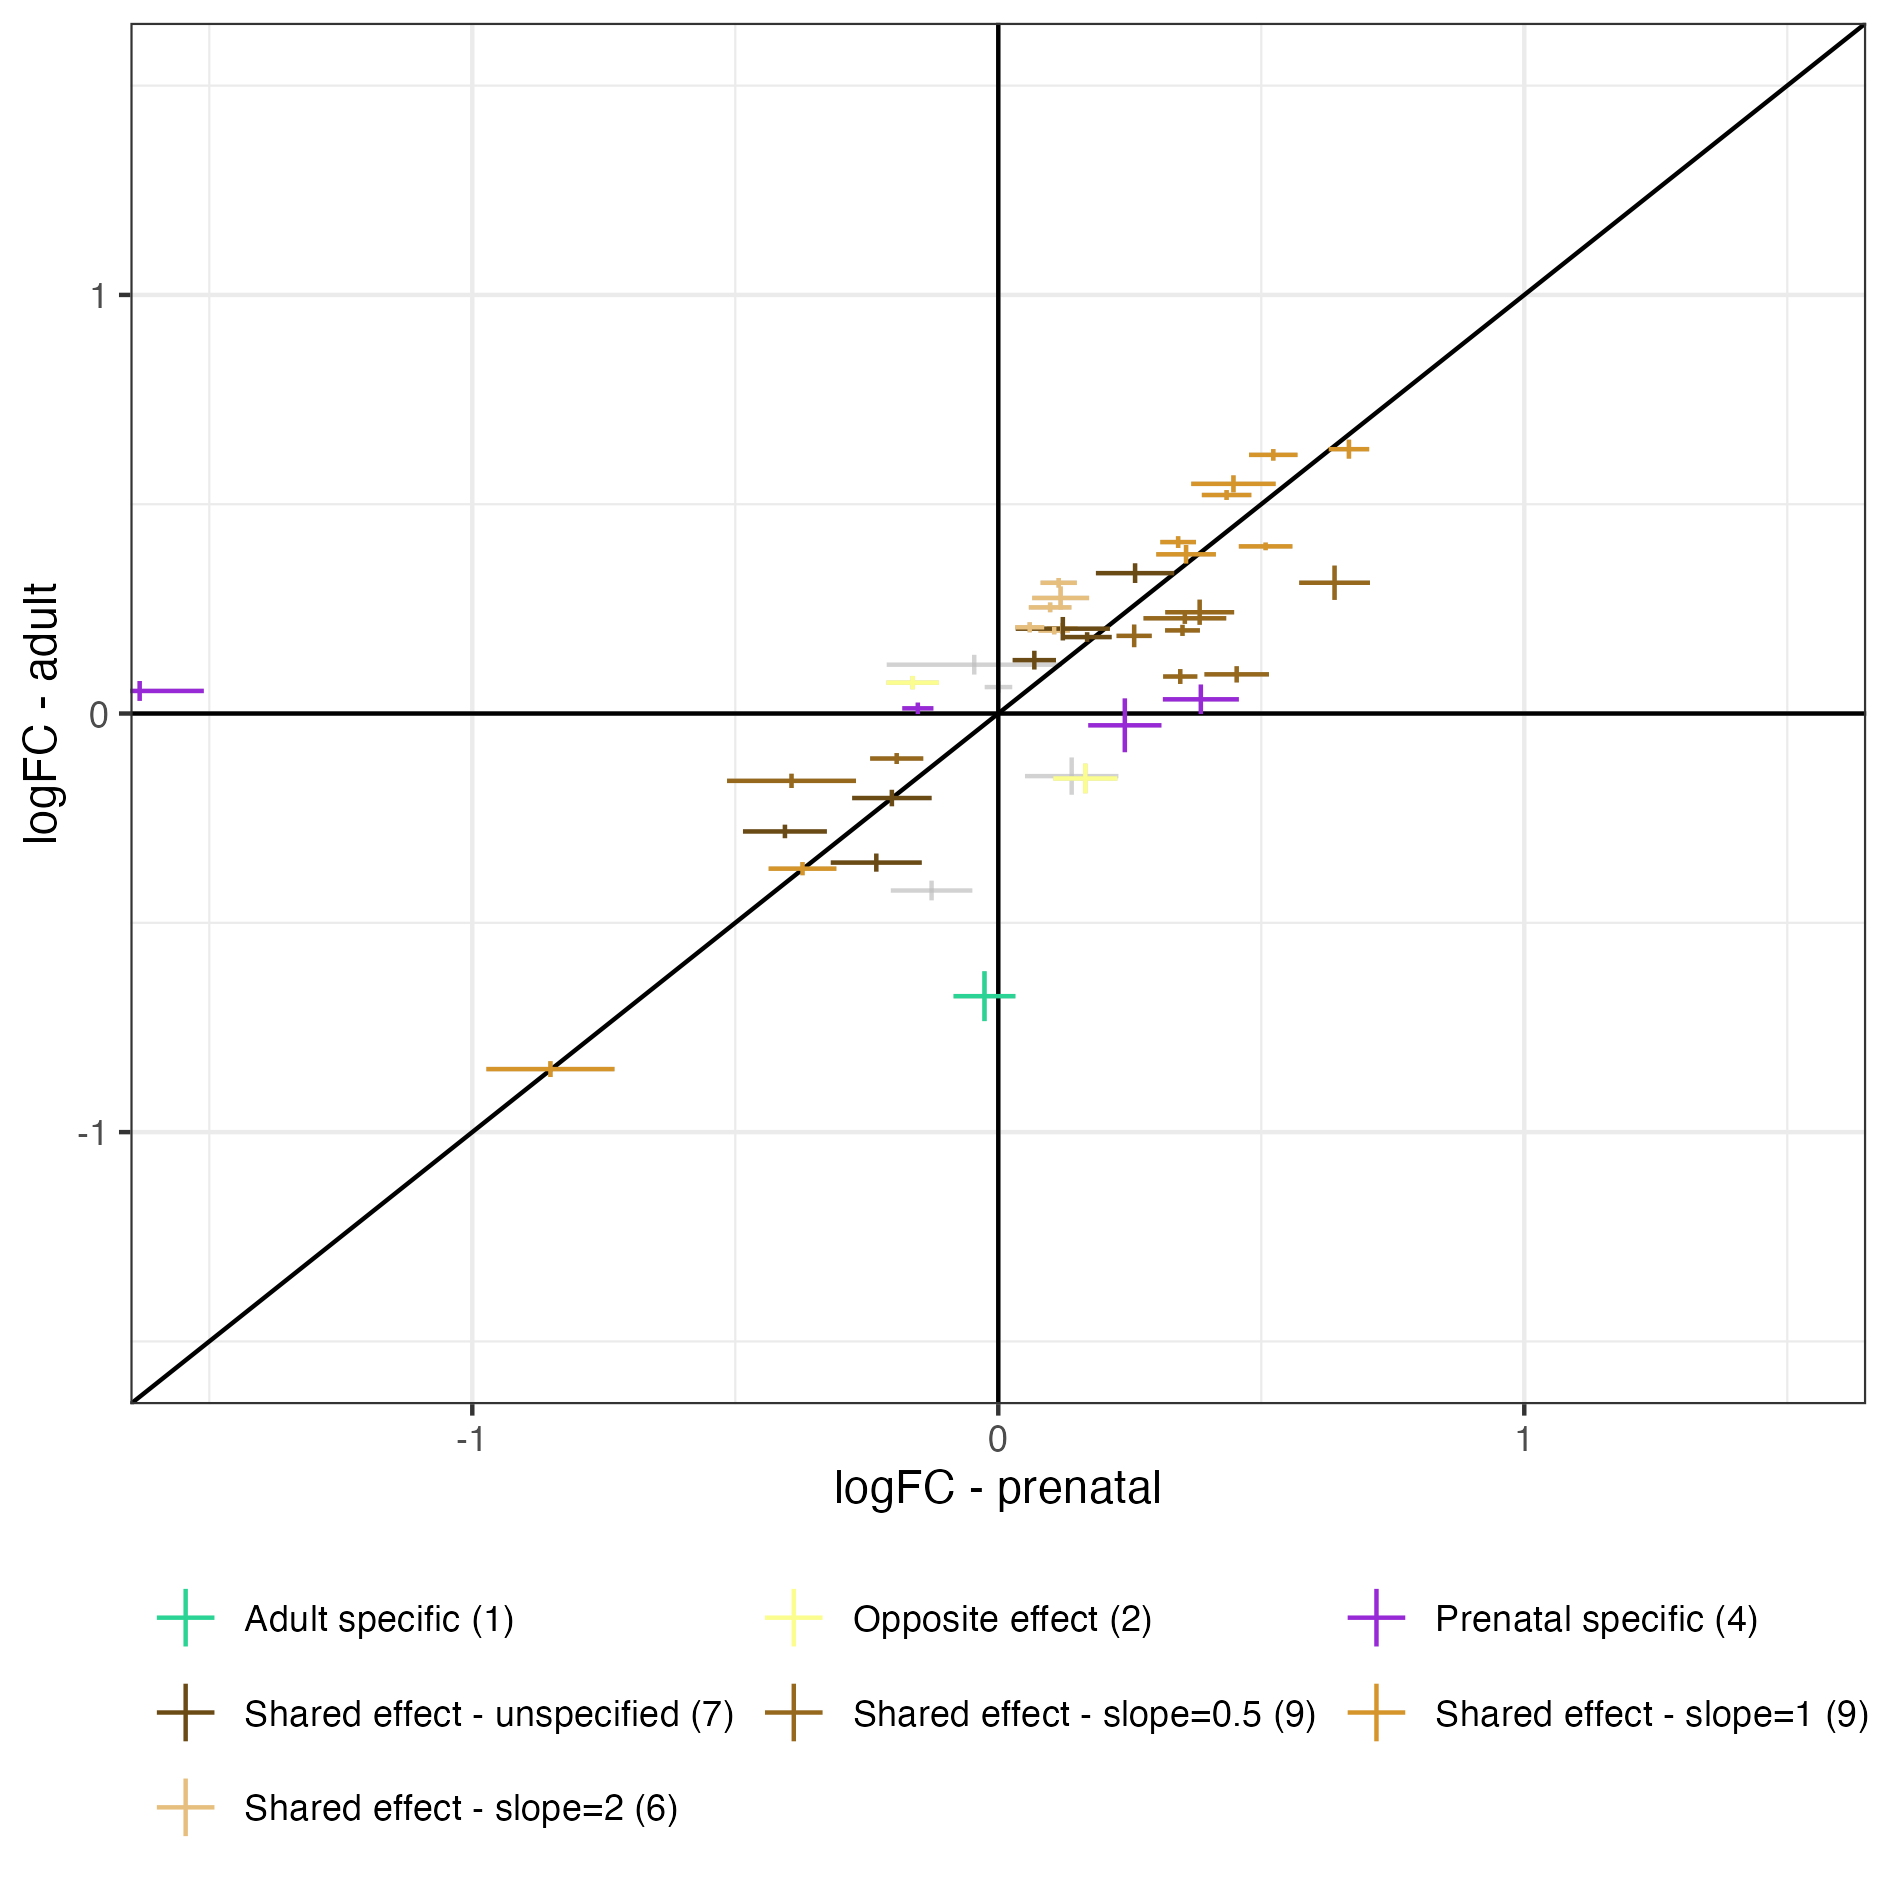 logFC - adult
1
0
-1
-1
0
1
logFC - prenatal
Adult specific (1)
Opposite effect (2)
Prenatal specific (4)
Shared effect - unspecified (7)
Shared effect - slope=0.5 (9)
Shared effect - slope=1 (9)
Shared effect - slope=2 (6)